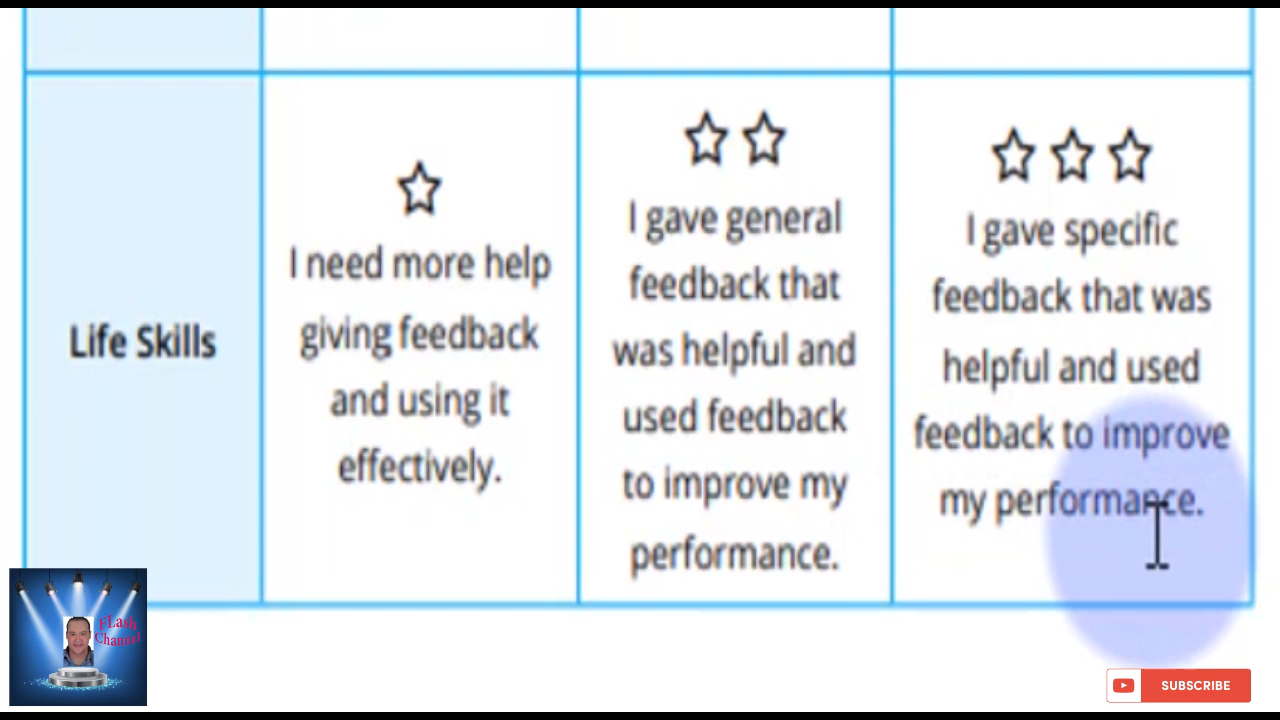 Life Skills
I need more help
giving feedback
and using it
effectively.
I gave general
feedback that
was helpful and
used feedback
to improve my
performance.
I gave specific
feedback that was
helpful and used
feedback to improve
my performance.
FLash
Channel
SUBSCRIBE